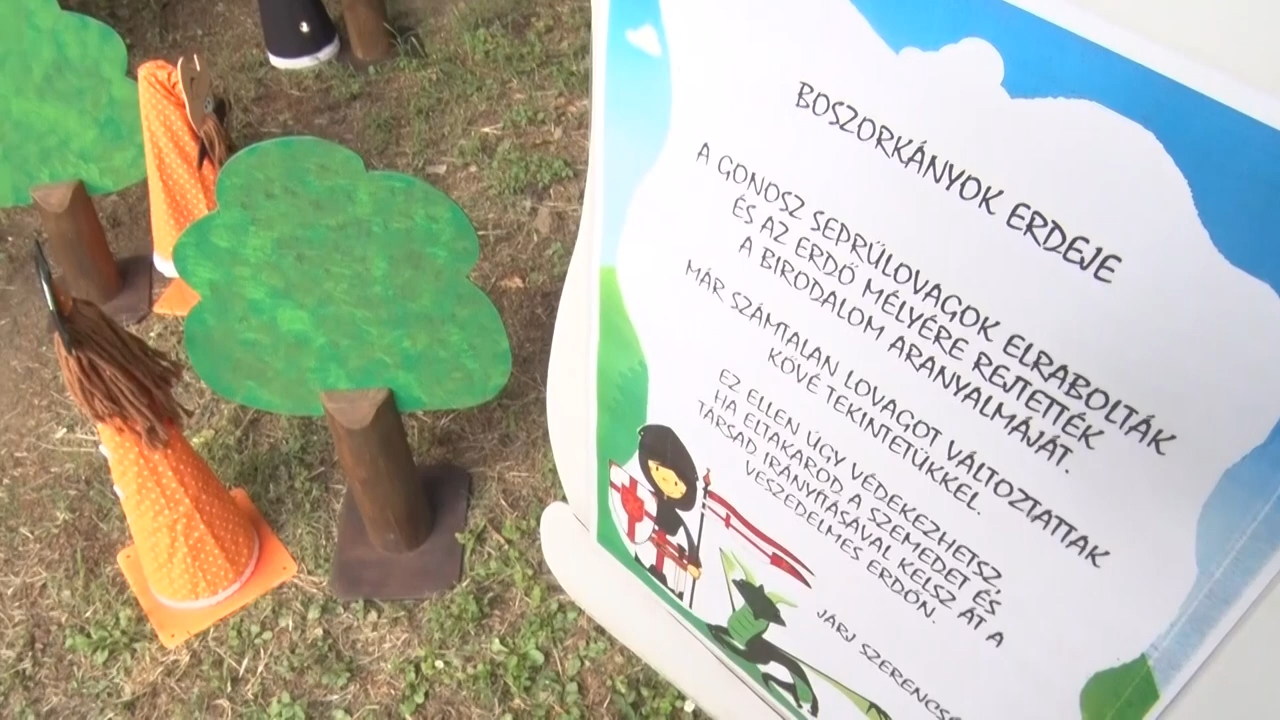 BOSZORKÁNYOK ERDEJE
A GONOSZ SEPRŰLOVAGOK ELRABOLTÁK
ÉS AZ ERDŐ MÉLYÉRE REJTETTÉK
A BIRODALOM ARANYALMÁJÁT.
MÁR SZÁMTALAN LOVAGOT VÁLTOZTATTAK
KŐVÉ TEKINTETÜKKEL.
EZ ELLEN ÚGY VÉDEKEZHETSZ,
HA ELTAKAROD A SZEMEDET ÉS
TÁRSAD IRÁNYÍTÁSÁVAL KELSZ ÁT A
VESZEDELMES ERDŐN.
JÁRJ SZERENCSÉ